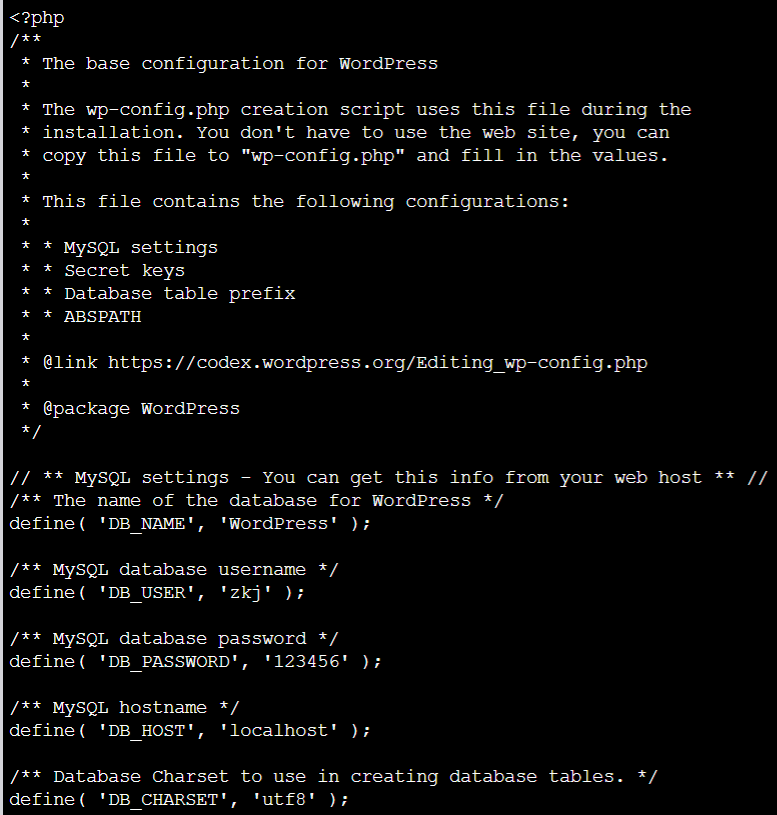 <?php
/**
 * The base configuration for WordPress
 *
 * The wp-config.php creation script uses this file during the
 * installation. You don't have to use the web site, you can
 * copy this file to "wp-config.php" and fill in the values.
 *
 * This file contains the following configurations:
 *
 * * MySQL settings
 * * Secret keys
 * * Database table prefix
 * * ABSPATH
 *
 * @link https://codex.wordpress.org/Editing_wp-config.php
 *
 * @package WordPress
 */

// ** MySQL settings - You can get this info from your web host ** //
/** The name of the database for WordPress */
define( 'DB_NAME', 'WordPress' );

/** MySQL database username */
define( 'DB_USER', 'zkj' );

/** MySQL database password */
define( 'DB_PASSWORD', '123456' );

/** MySQL hostname */
define( 'DB_HOST', 'localhost' );

/** Database Charset to use in creating database tables. */
define( 'DB_CHARSET', 'utf8' );